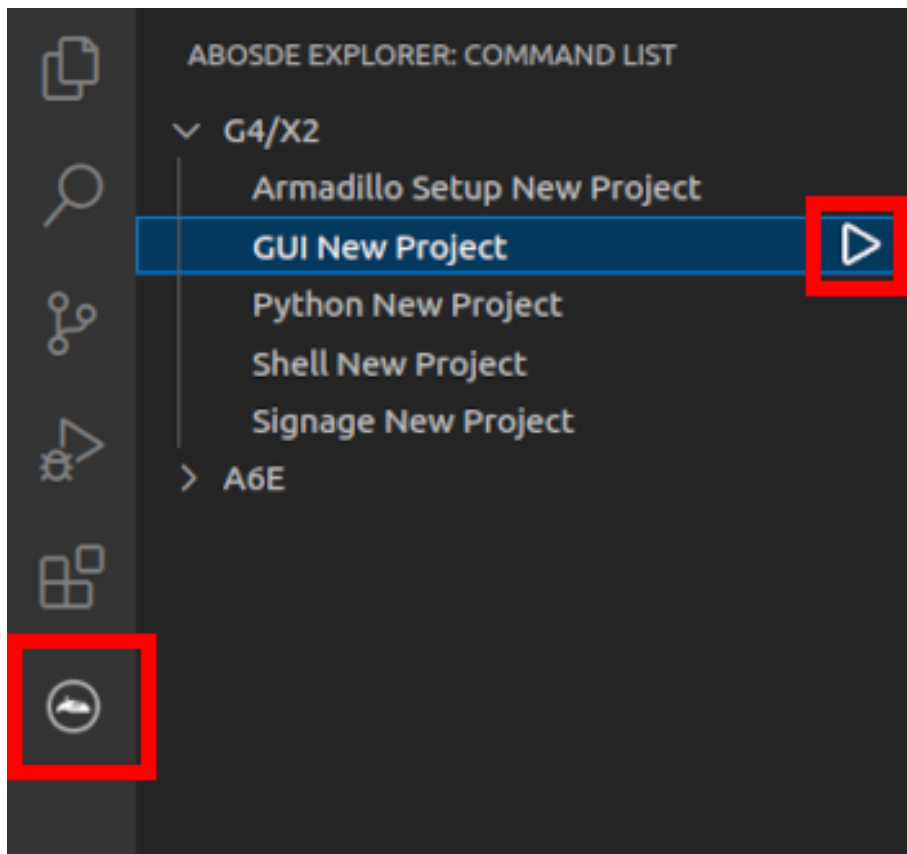 ABOSDE EXPLORER: COMMAND LIST
G4/X2
Armadillo Setup New Project
GUI New Project
Python New Project
Shell New Project
Signage New Project
A6E